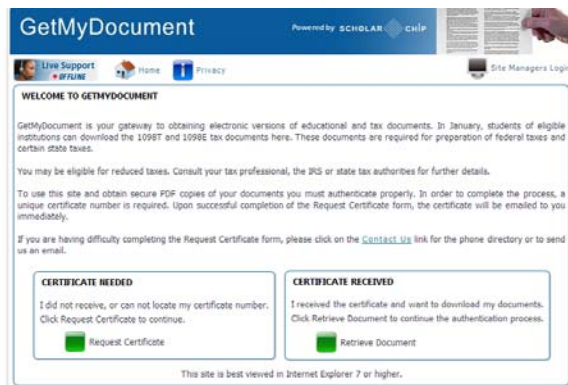 GetMyDocument
Powered by SCHOLAR CHIP
Live Support
OFFLINE
Home
Privacy
Site Managers Login
WELCOME TO GETMYDOCUMENT
GetMyDocument is your gateway to obtaining electronic versions of educational and tax documents. In January, students of eligible
institutions can download the 1098T and 1098E tax documents here. These documents are required for preparation of federal taxes and
certain state taxes.
You may be eligible for reduced taxes. Consult your tax professional, the IRS or state tax authorities for further details.
To use this site and obtain secure PDF copies of your documents you must authenticate properly. In order to complete the process, a
unique certificate number is required. Upon successful completion of the Request Certificate form, the certificate will be emailed to you
immediately.
If you are having difficulty completing the Request Certificate form, please click on the Contact Us link for the phone directory or to send
us an email.
CERTIFICATE NEEDED
I did not receive, or can not locate my certificate number.
Click Request Certificate to continue.
Request Certificate
CERTIFICATE RECEIVED
I received the certificate and want to download my documents.
Click Retrieve Document to continue the authentication process.
Retrieve Document
This site is best viewed in Internet Explorer 7 or higher.